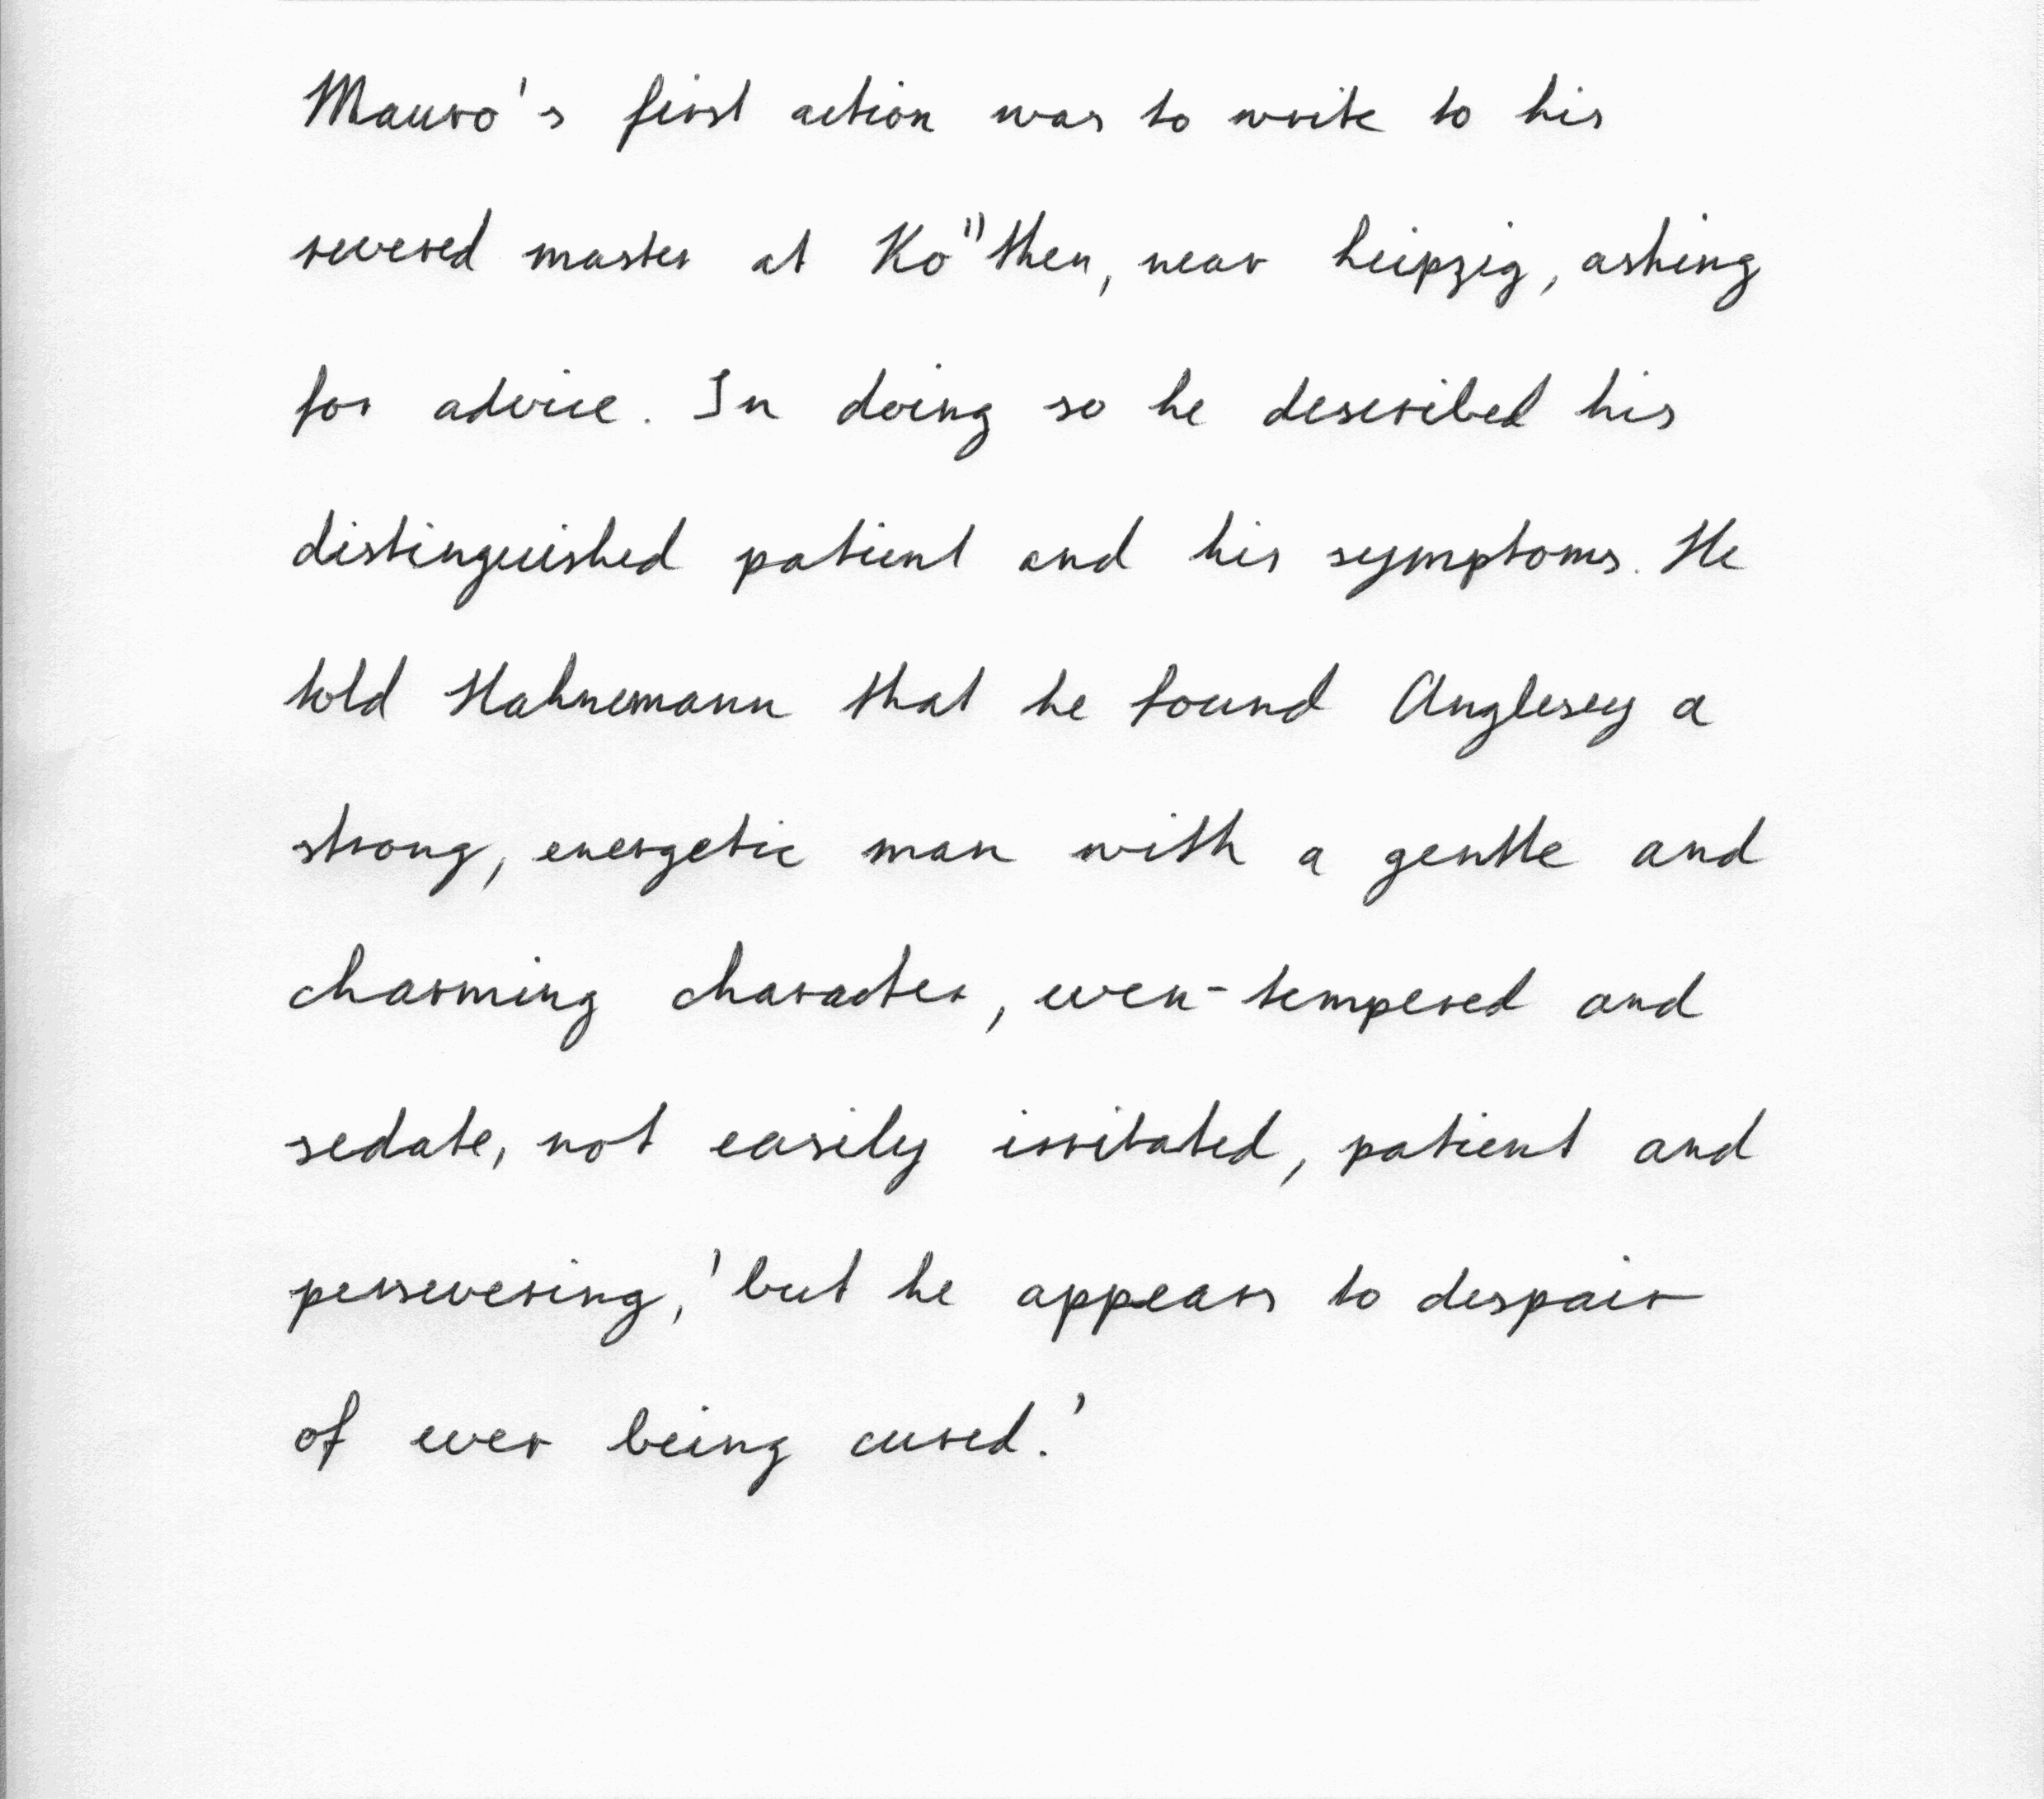 Mauro's first action was to write to his
revered master at Ko"then, near Leipzig, asking
for advice. In doing so he described his
distinguished patient and his symptoms. He
told Hahnemann that he found Anglesey a
strong, energetic man with a gentle and
charming character, even-tempered and
sedate, not easily irritated, patient and
persevering, 'but he appears to despair
of ever being cured.'